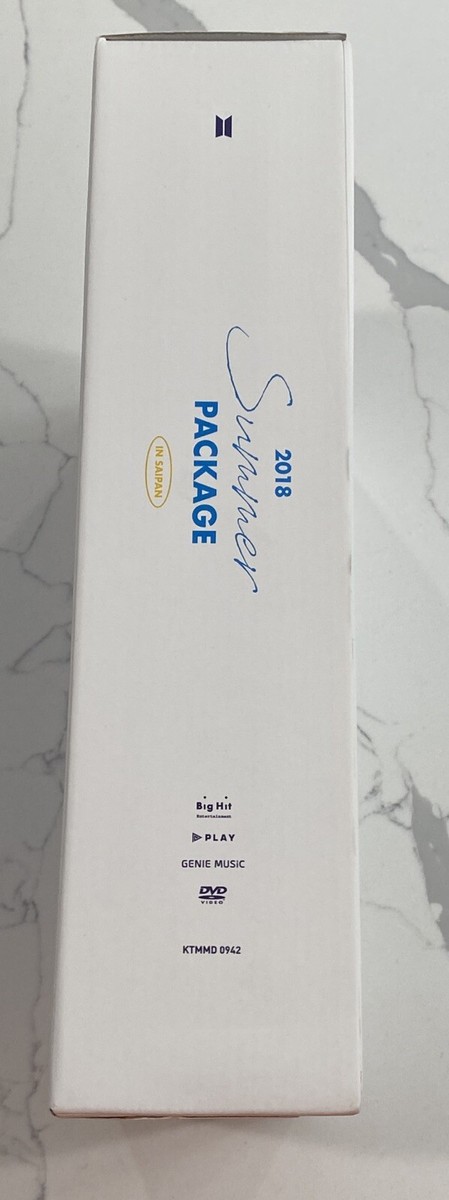 2018
Summer
PACKAGE
IN SAIPAN
Big Hit
Entertainment
PLAY
GENIE MUSIC
DVD
VIDEO
KTMMD 0942